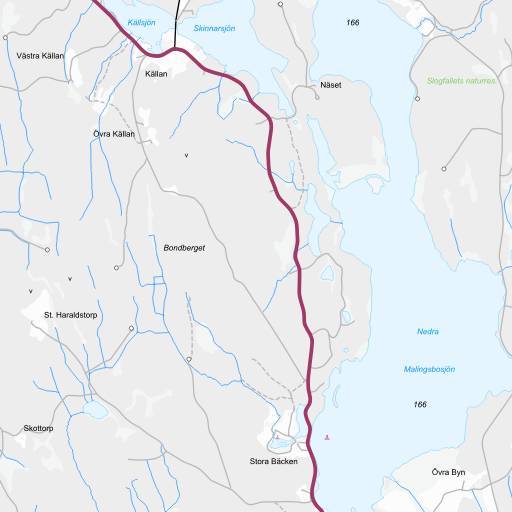 Källsjön
Skinnarsjön
166
Västra Källan
Källan
Näset
Singfallets naturres.
Övra Källan
Bondberget
St. Haraldstorp
Nedra
Malingsbosjön
166
Skottorp
Stora Bäcken
Övra Byn